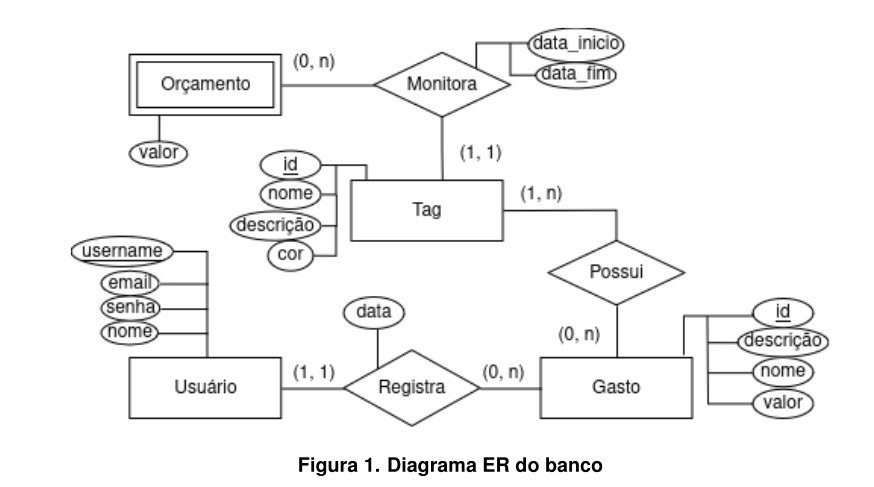 data_inicio
(0, n)
Orçamento
Monitora
data_fim
valor
(1, 1)
id
nome
(1, n)
Tag
descrição
cor
username
Possui
email
senha
data
id
nome
(0, n)
descrição
(1, 1)
(0, n)
nome
Usuário
Registra
Gasto
valor
Figura 1. Diagrama ER do banco